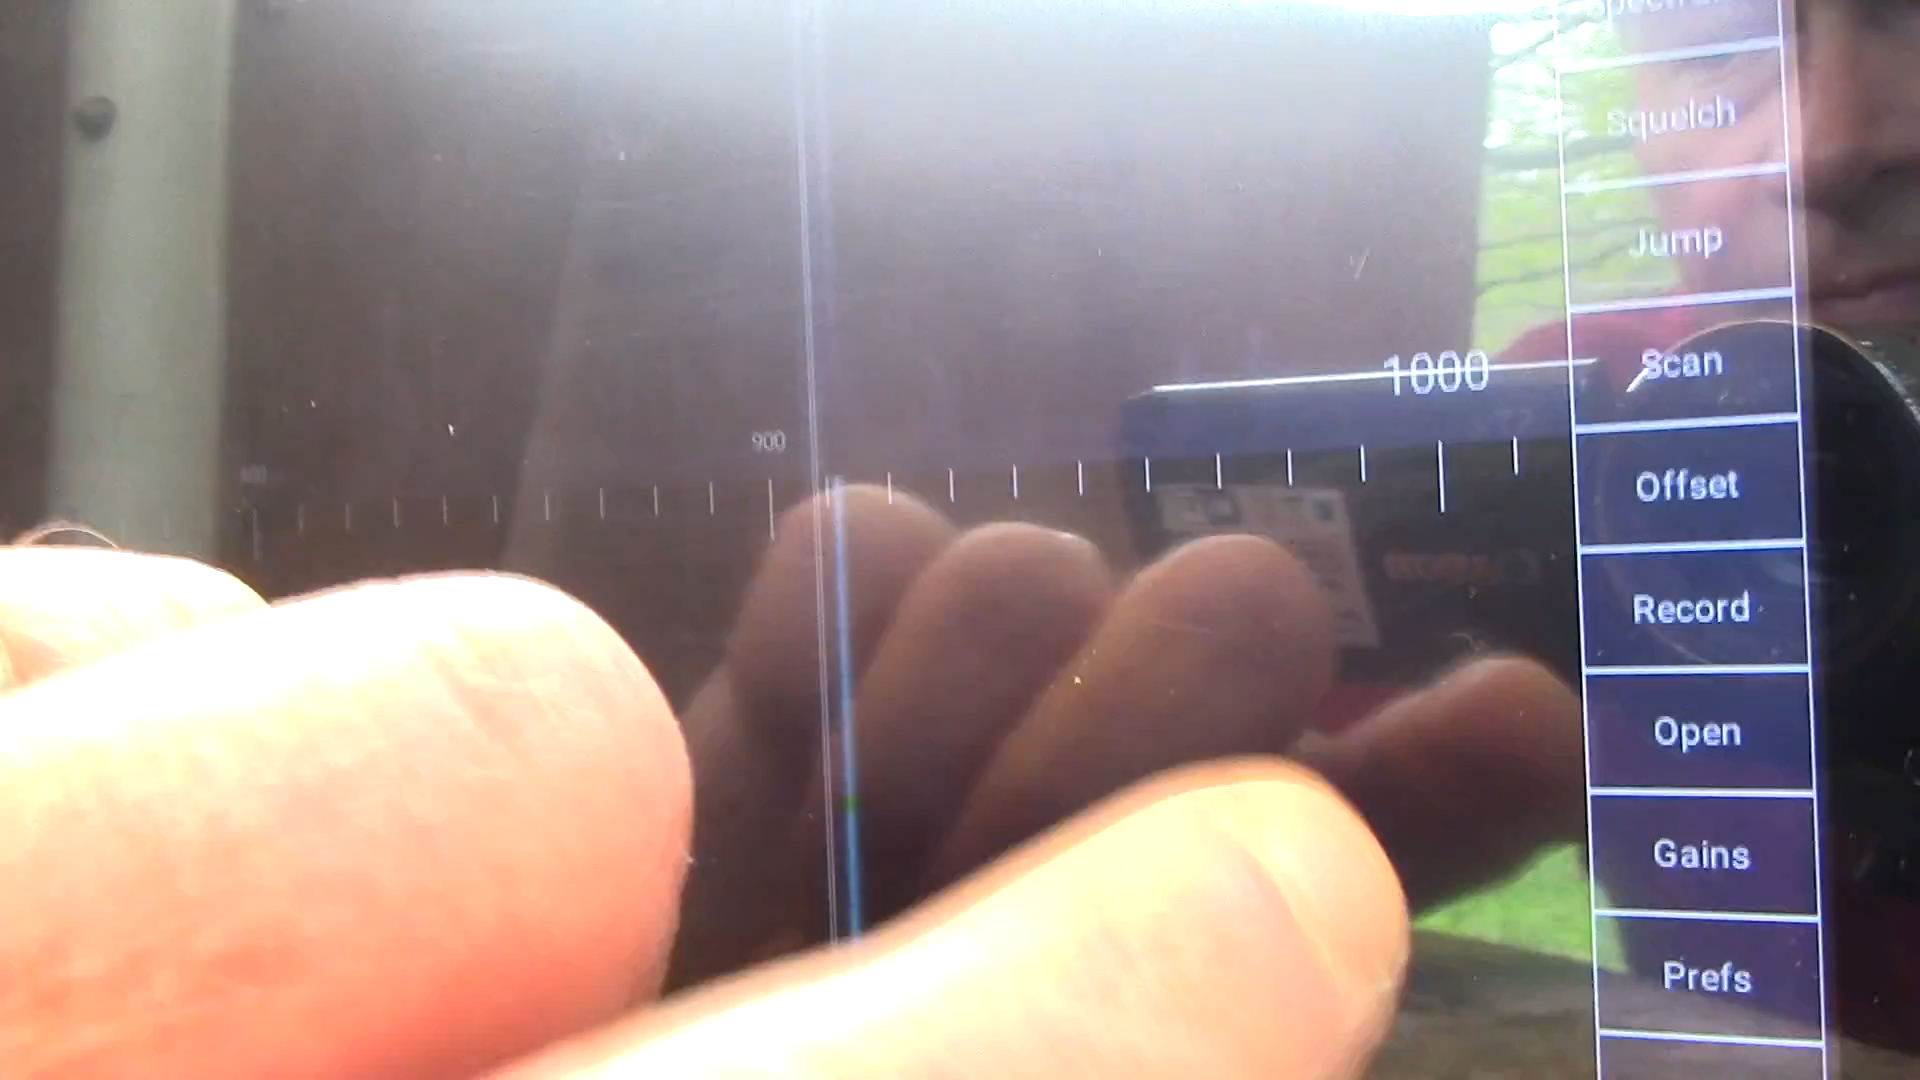 Squelch
Jump
Scan
1000
900
Offset
Record
Open
Gains
Prefs